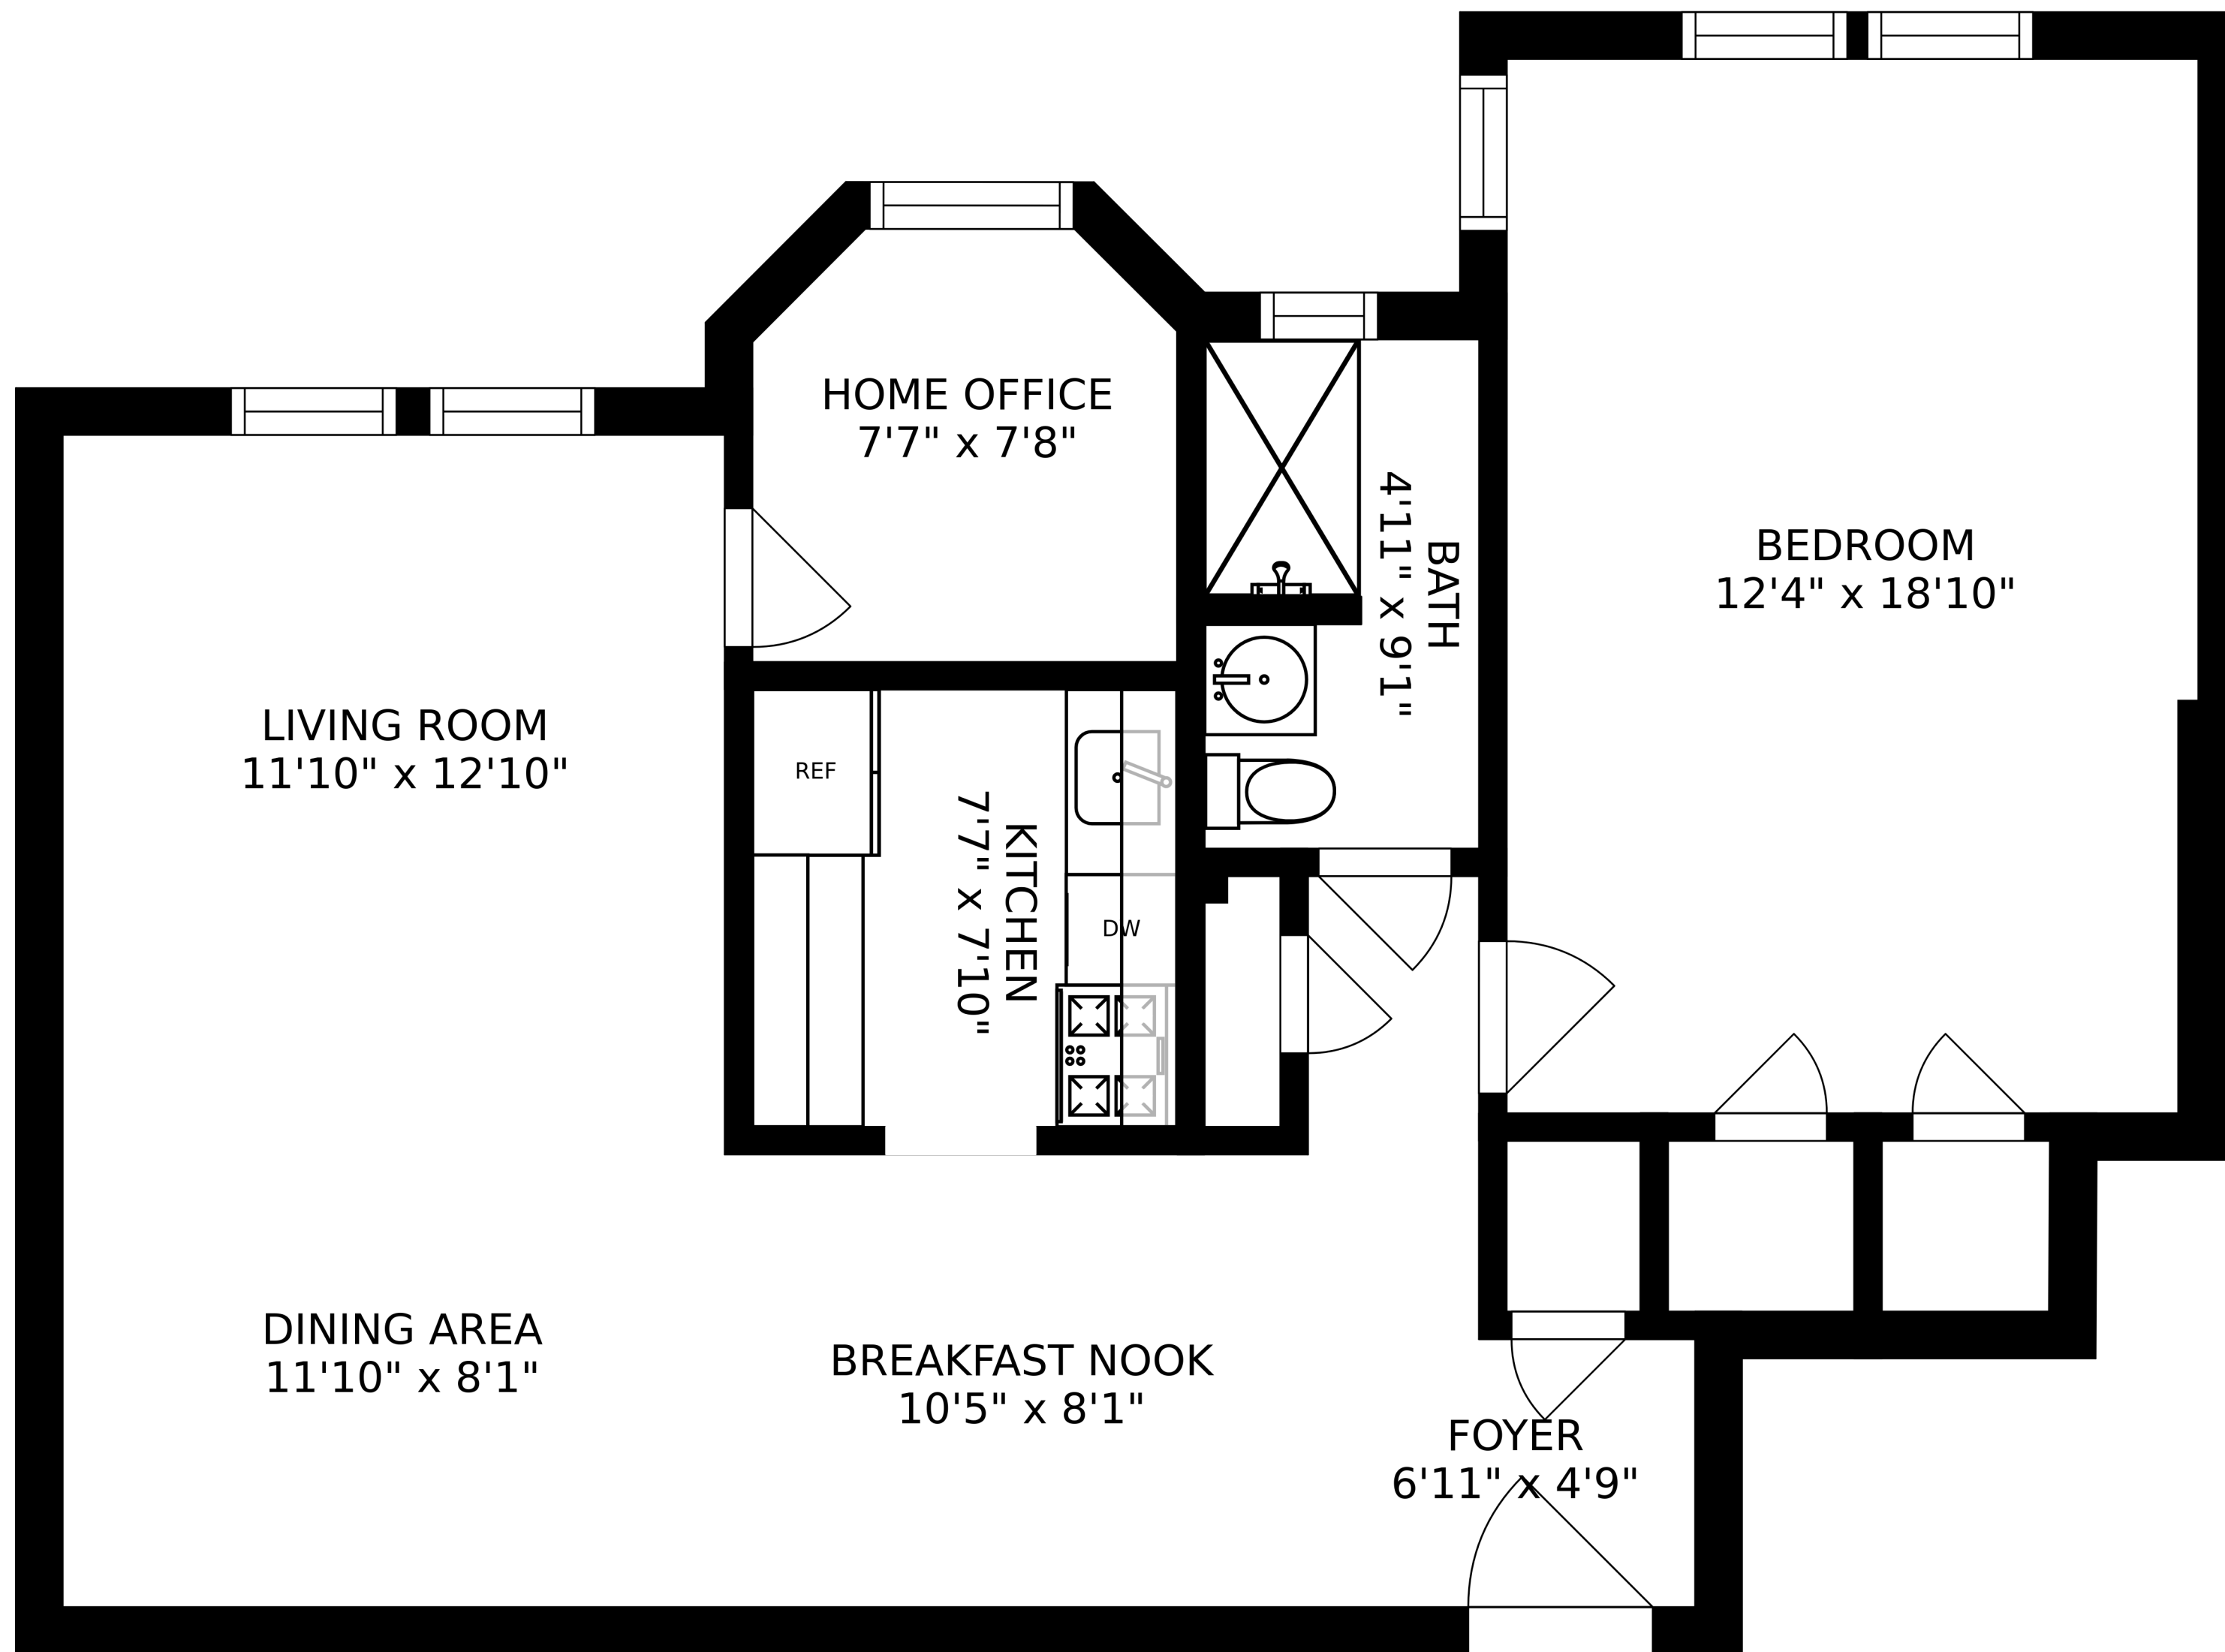 HOME OFFICE
7'7" x 7'8"
BATH
4'11" x 9'1"
BEDROOM
12'4" x 18'10"
LIVING ROOM
11'10" x 12'10"
REF
KITCHEN
7'7" x 7'10"
DW
DINING AREA
11'10" x 8'1"
BREAKFAST NOOK
10'5" x 8'1"
FOYER
6'11" x 4'9"